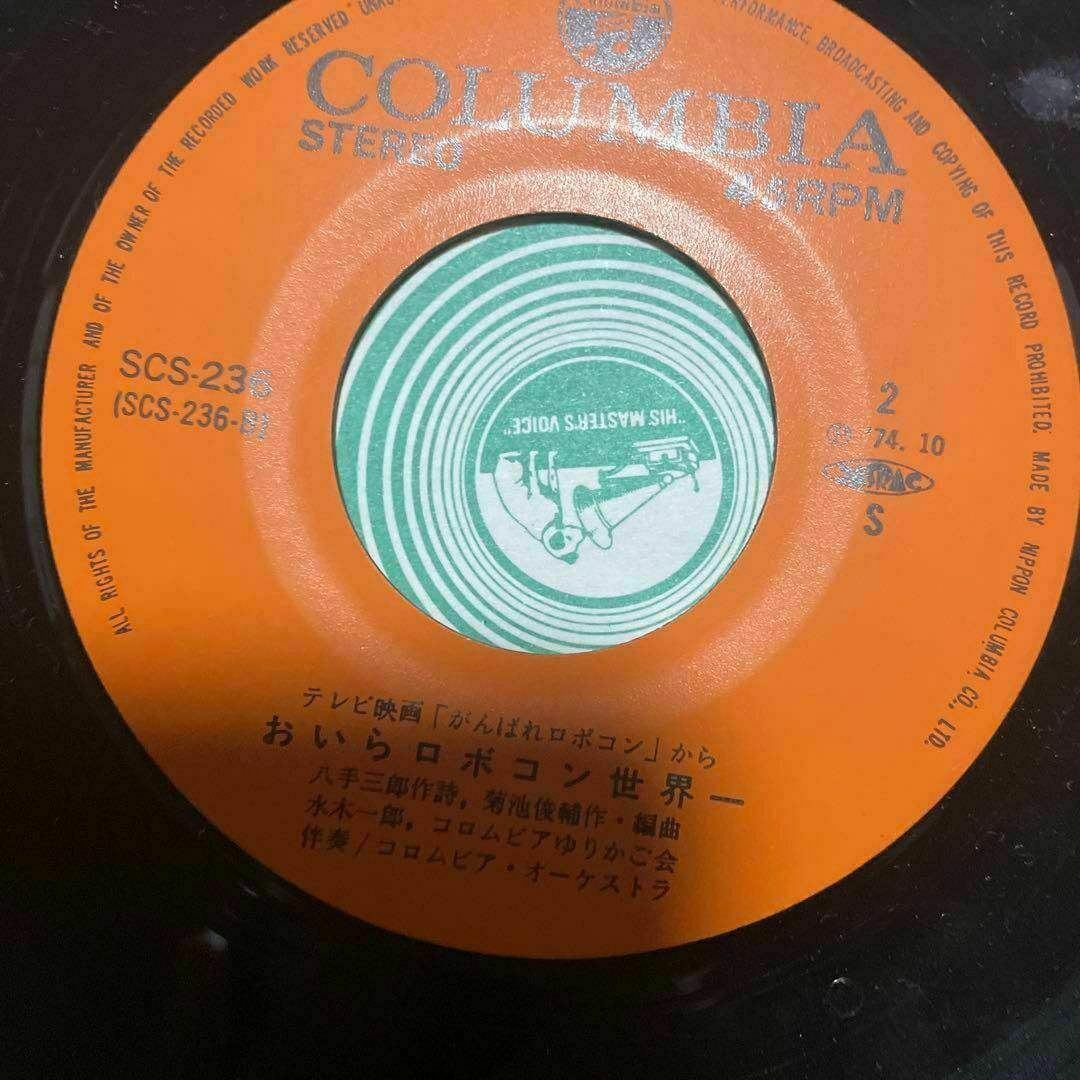 ALL RIGHTS OF THE MANUFACTURER AND OF THE OWNER OF THE RECORDED WORK RESERVED
PERFORMANCE, BROADCASTING AND COPYING OF THIS RECORD PROHIBITED; MADE BY NIPPON COLUMBIA CO., LTD.
COLUMBIA
STEREO
45RPM
SCS-236
(SCS-236-B)
2
Ⓟ '74. 10
S
"HIS MASTER'S VOICE"
テレビ映画「がんばれロボコン」から
おいらロボコン世界一
八手三郎作詩, 菊池俊輔作・編曲
水木一郎, コロムビアゆりかご会
伴奏/コロムビア・オーケストラ